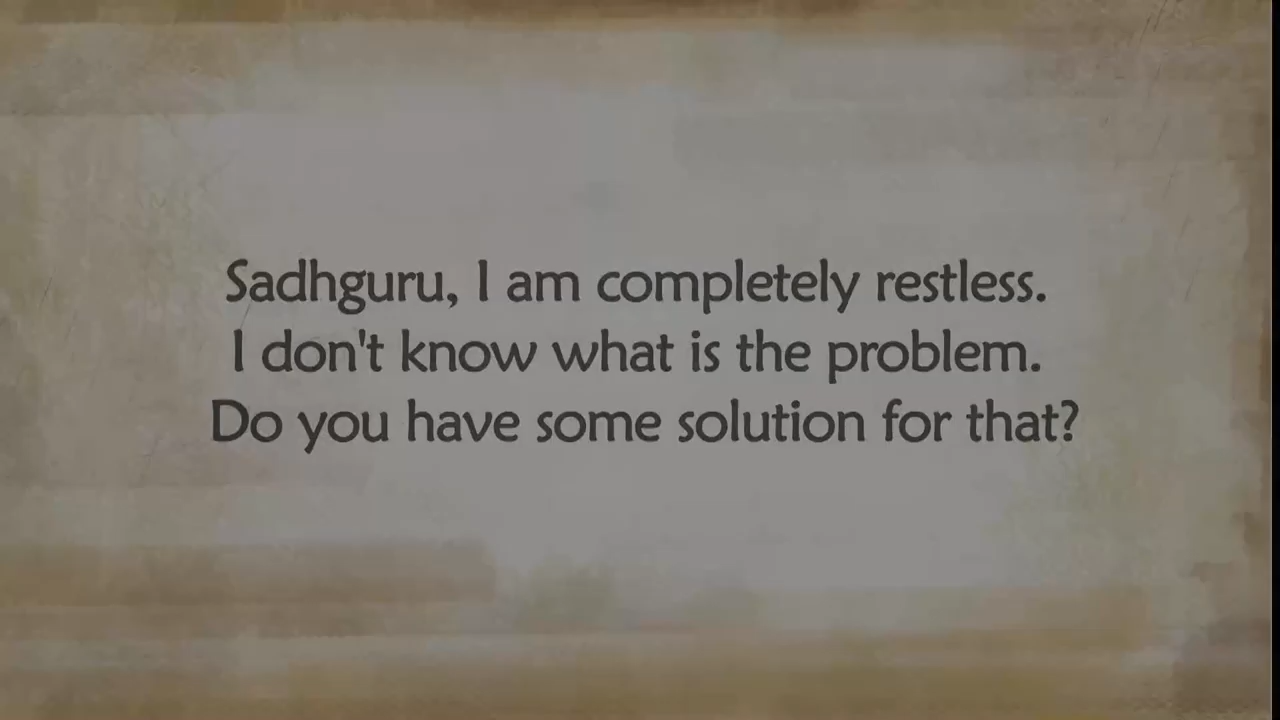 Sadhguru, I am completely restless.
I don't know what is the problem.
Do you have some solution for that?